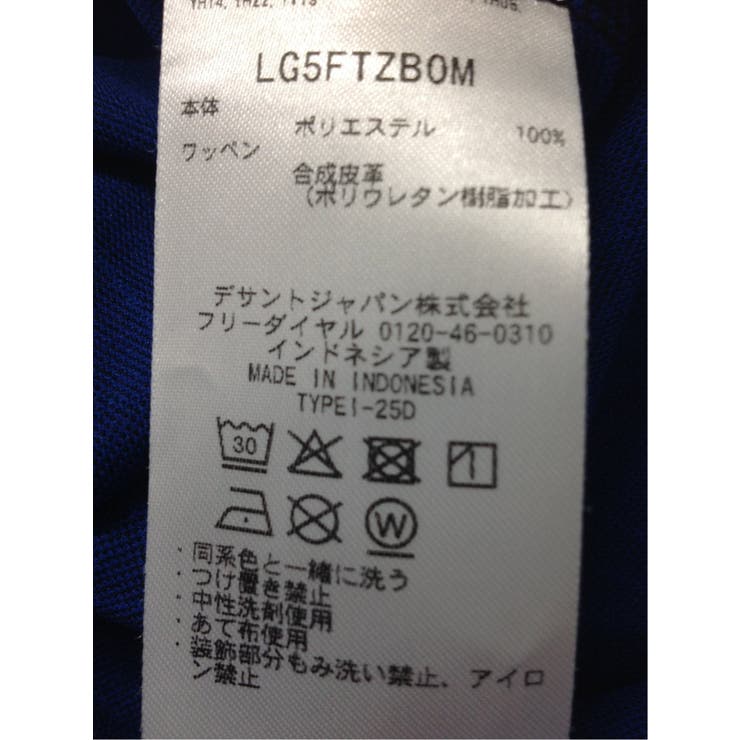 LG5FTZB0M
本体 ポリエステル 100%
ワッペン 合成皮革
(ポリウレタン樹脂加工)
デサントジャパン株式会社
フリーダイヤル 0120-46-0310
インドネシア製
MADE IN INDONESIA
TYPEI-25D
30
W
・同系色と一緒に洗う
・つけ置き禁止
・中性洗剤使用
・あて布使用
・装飾部分もみ洗い禁止、アイロ
ン禁止